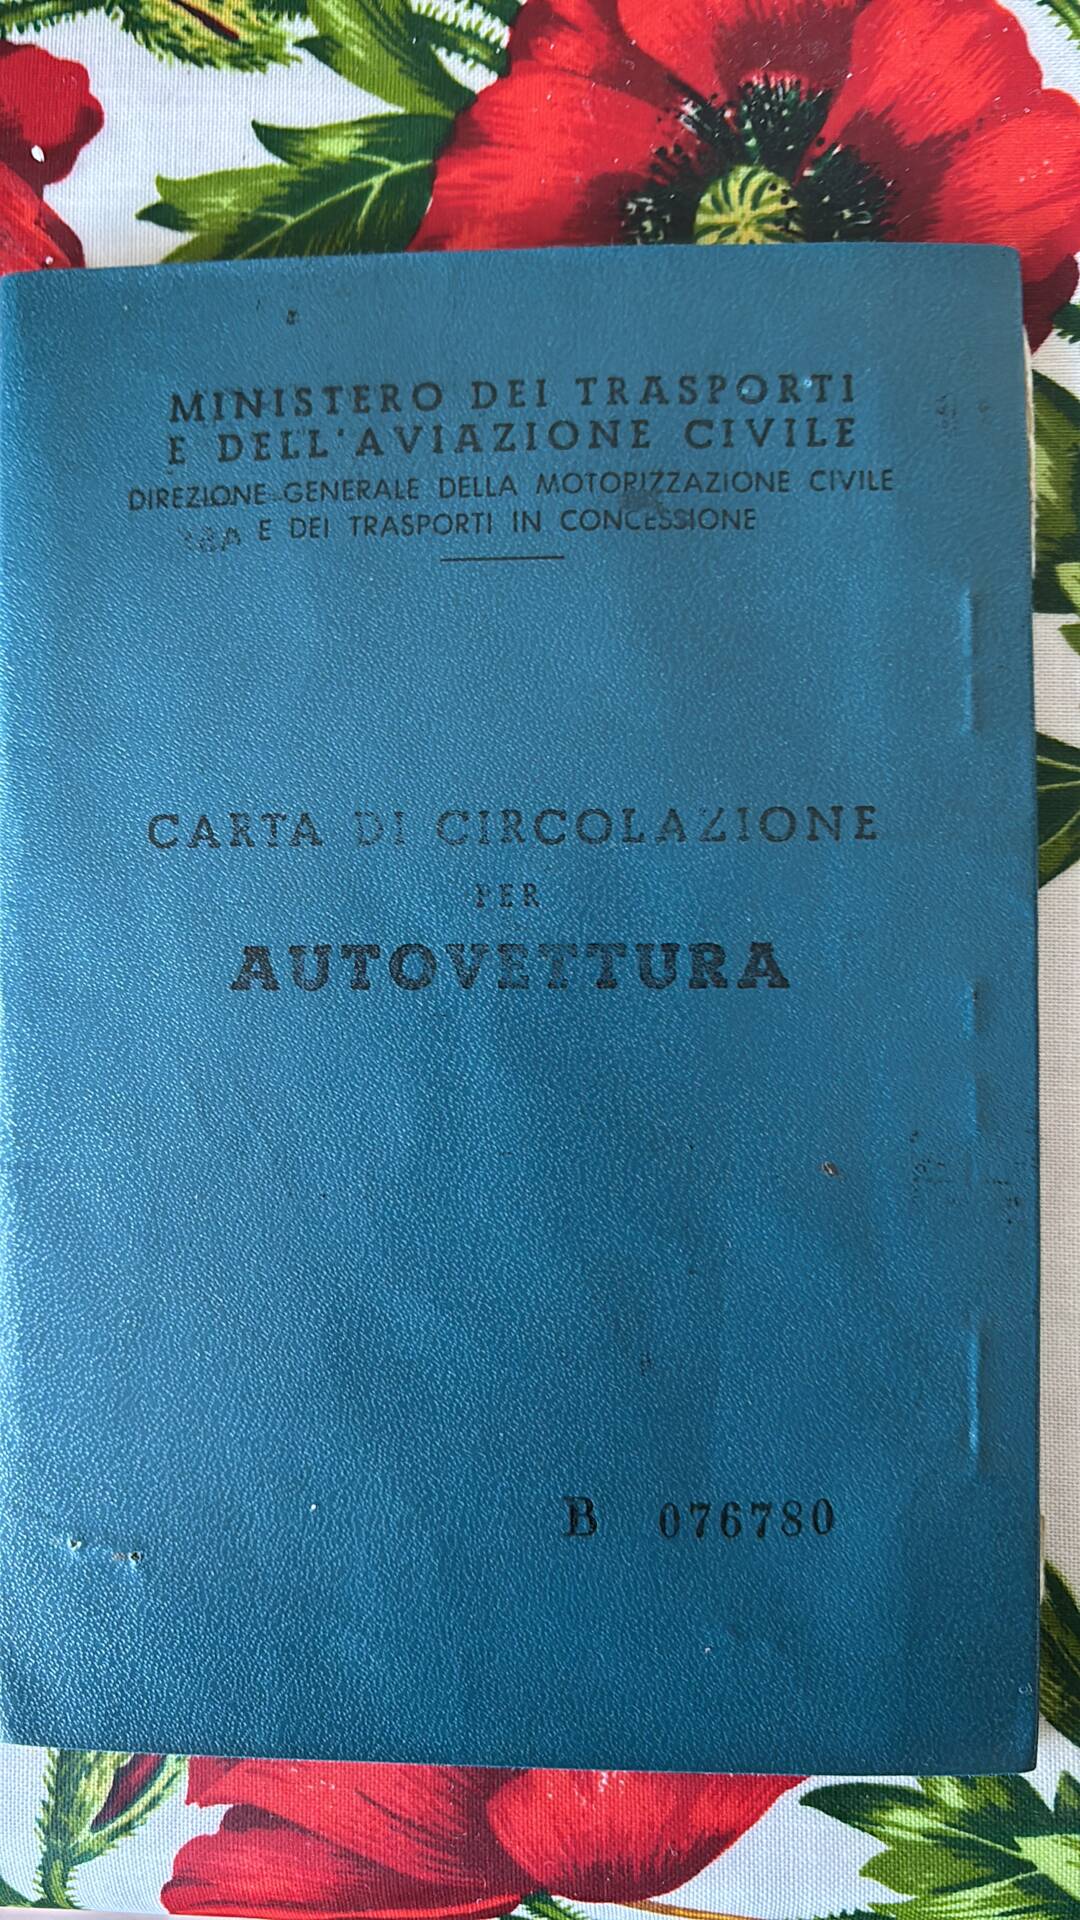 MINISTERO DEI TRASPORTI
E DELL'AVIAZIONE CIVILE
DIREZIONE GENERALE DELLA MOTORIZZAZIONE CIVILE
E DEI TRASPORTI IN CONCESSIONE
CARTA DI CIRCOLAZIONE
PER
AUTOVETTURA
B 076780